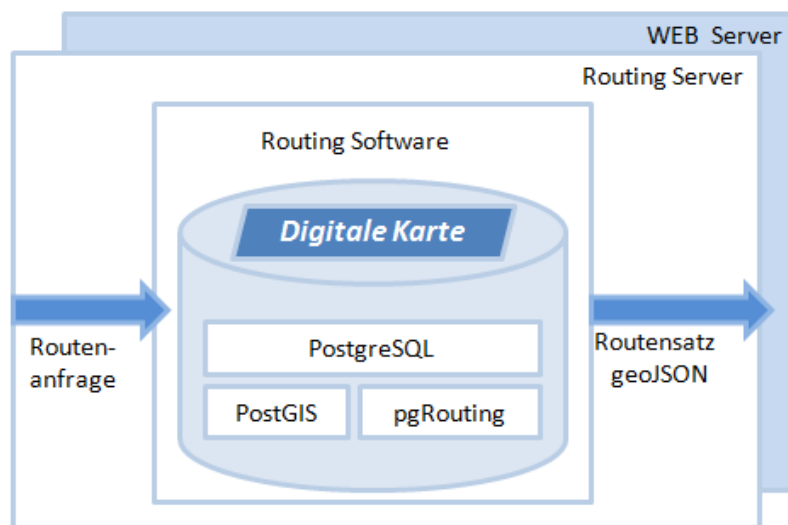 WEB Server
Routing Server
Routing Software
Digitale Karte
PostgreSQL
PostGIS
pgRouting
Routen-
anfrage
Routensatz
geoJSON